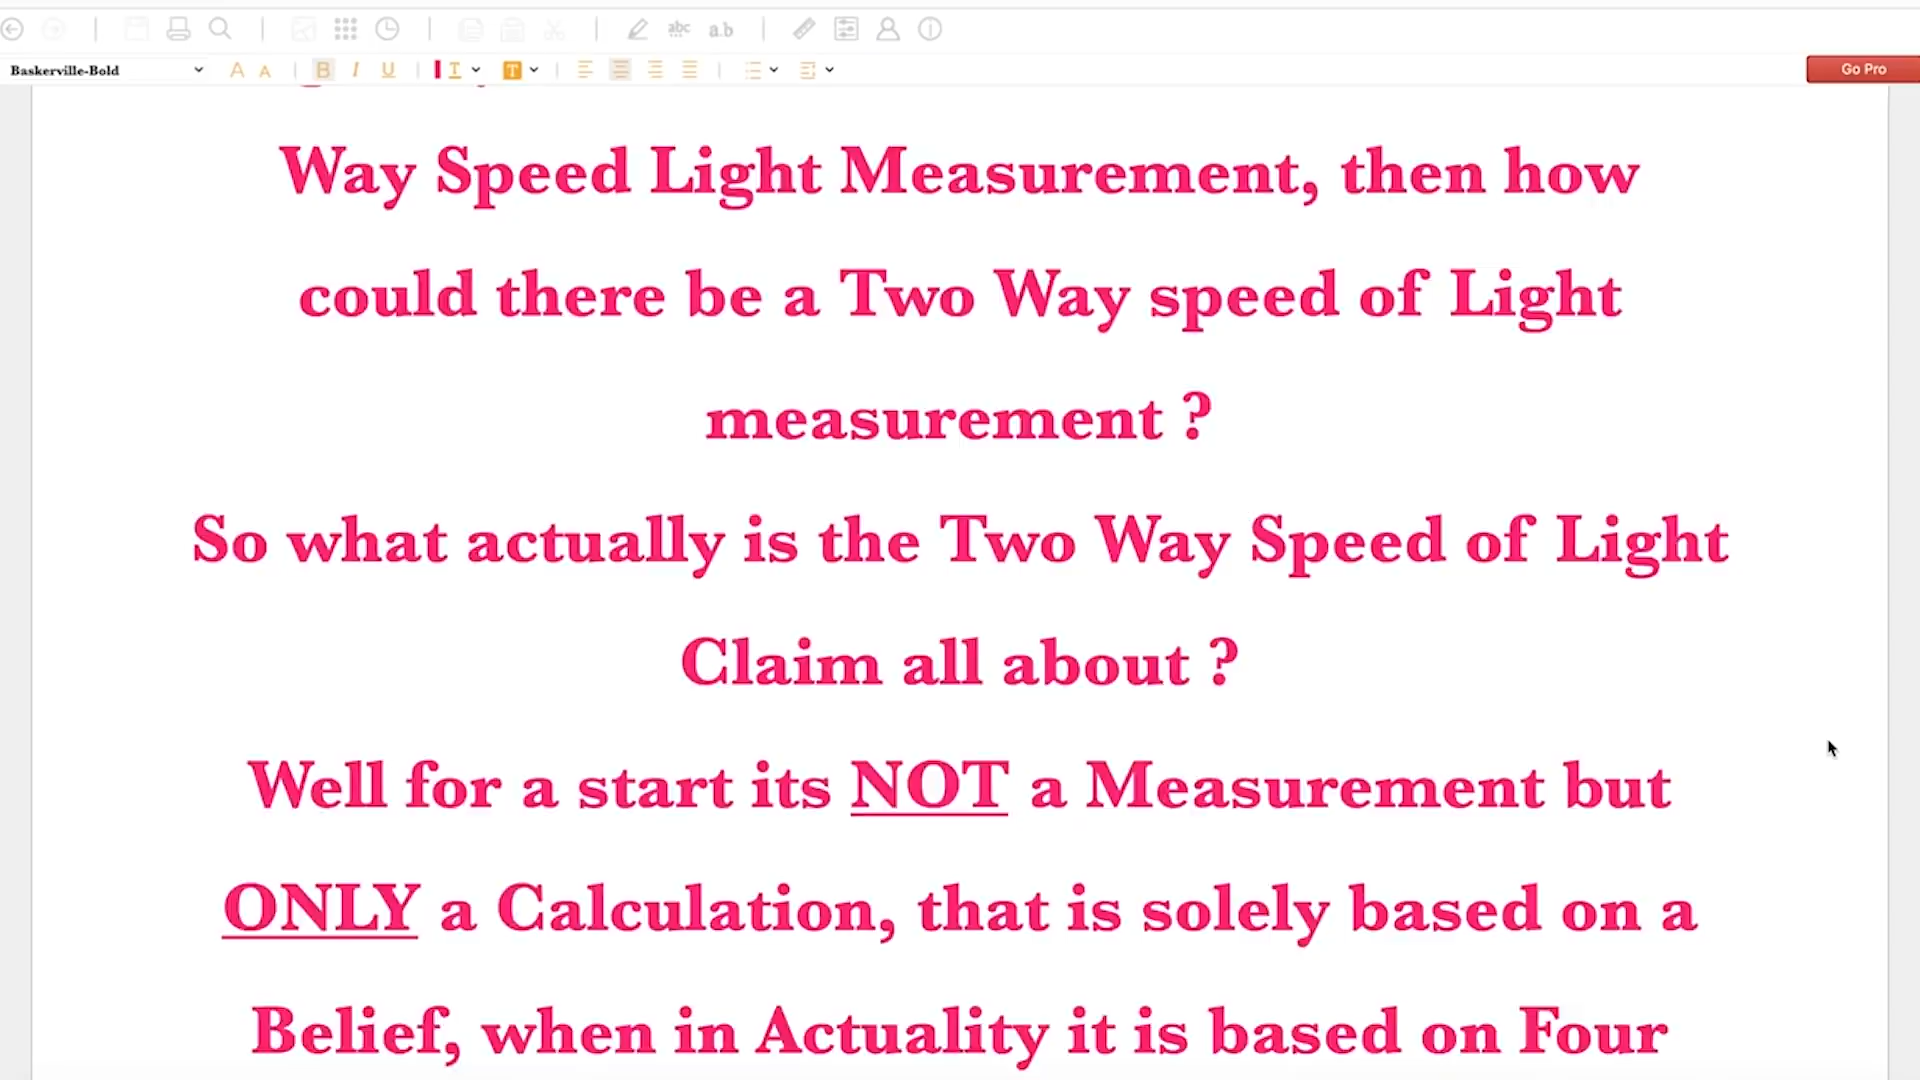 abc
a.b
Baskerville-Bold
A A B I U T T
Go Pro
Way Speed Light Measurement, then how
could there be a Two Way speed of Light
measurement ?
So what actually is the Two Way Speed of Light
Claim all about ?
Well for a start its NOT a Measurement but
ONLY a Calculation, that is solely based on a
Belief, when in Actuality it is based on Four